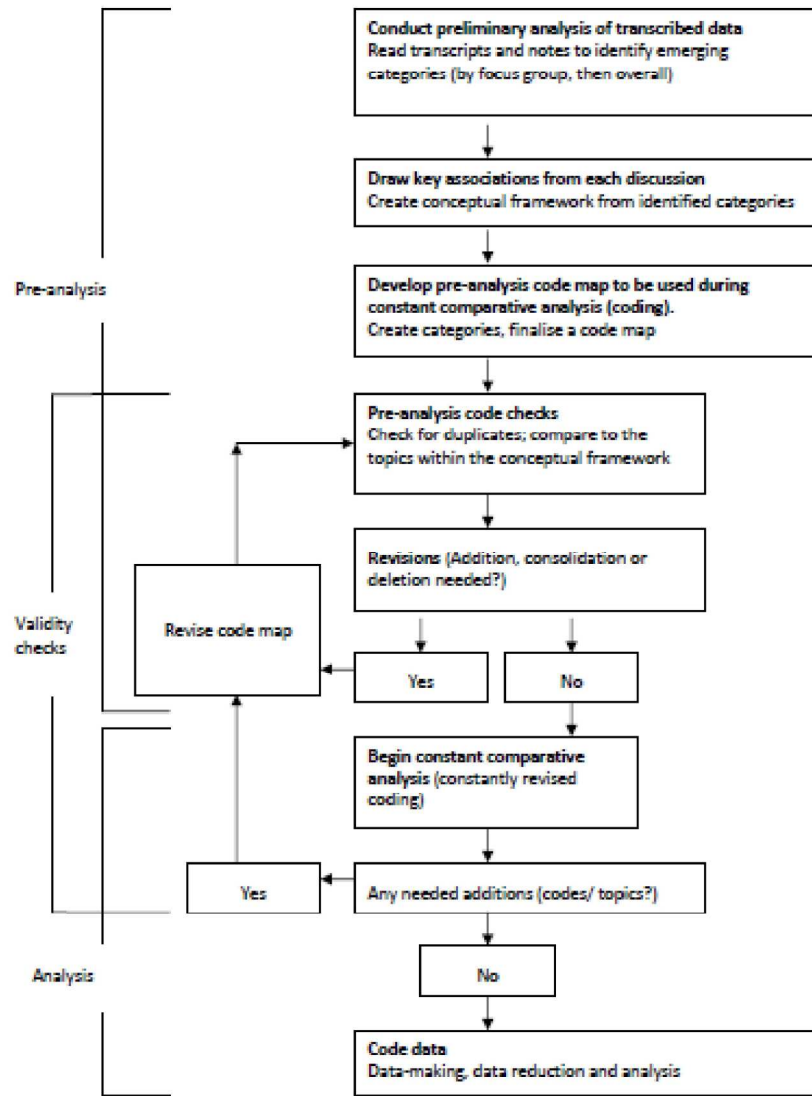 Conduct preliminary analysis of transcribed data
Read transcripts and notes to identify emerging
categories (by focus group, then overall)
Draw key associations from each discussion
Create conceptual framework from identified categories
Pre-analysis
Develop pre-analysis code map to be used during
constant comparative analysis (coding).
Create categories, finalise a code map
Pre-analysis code checks
Check for duplicates; compare to the
topics within the conceptual framework
Revisions (Addition, consolidation or
deletion needed?)
Validity
checks
Revise code map
Yes
No
Begin constant comparative
analysis (constantly revised
coding)
Yes
Any needed additions (codes/ topics?)
Analysis
No
Code data
Data-making, data reduction and analysis